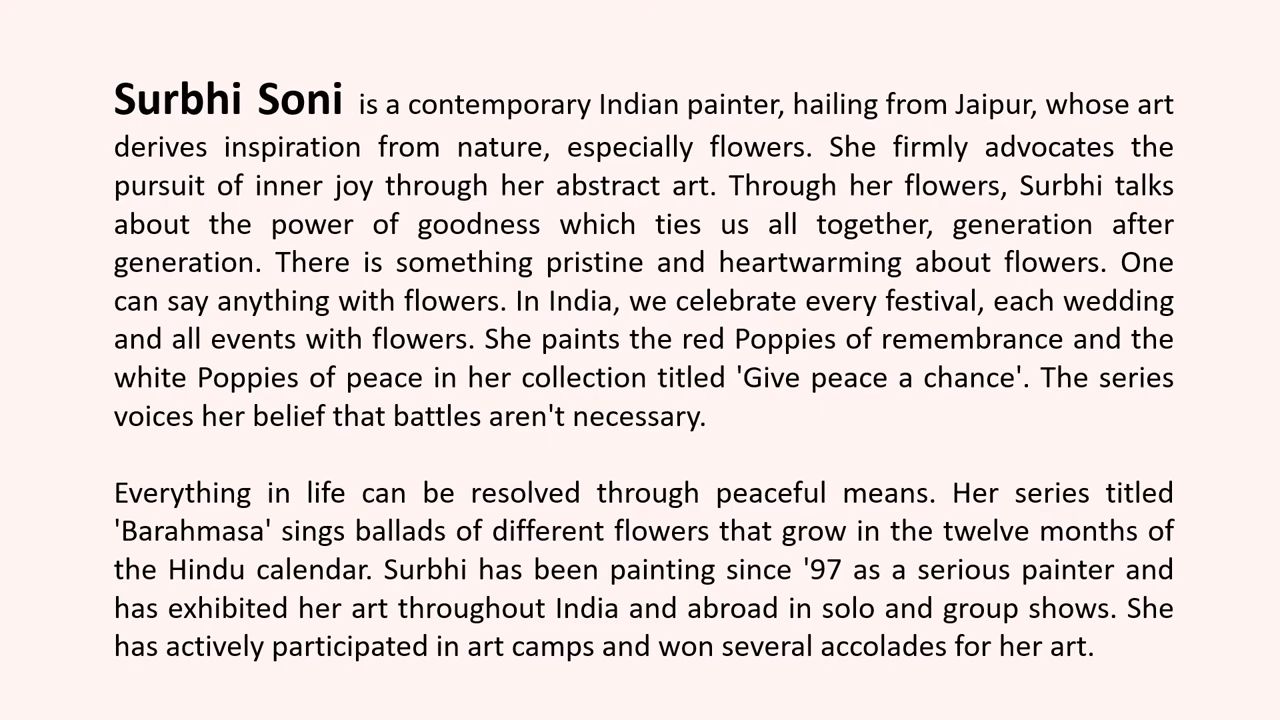 Surbhi Soni is a contemporary Indian painter, hailing from Jaipur, whose art
derives inspiration from nature, especially flowers. She firmly advocates the
pursuit of inner joy through her abstract art. Through her flowers, Surbhi talks
about the power of goodness which ties us all together, generation after
generation. There is something pristine and heartwarming about flowers. One
can say anything with flowers. In India, we celebrate every festival, each wedding
and all events with flowers. She paints the red Poppies of remembrance and the
white Poppies of peace in her collection titled 'Give peace a chance'. The series
voices her belief that battles aren't necessary.
Everything in life can be resolved through peaceful means. Her series titled
'Barahmasa' sings ballads of different flowers that grow in the twelve months of
the Hindu calendar. Surbhi has been painting since '97 as a serious painter and
has exhibited her art throughout India and abroad in solo and group shows. She
has actively participated in art camps and won several accolades for her art.